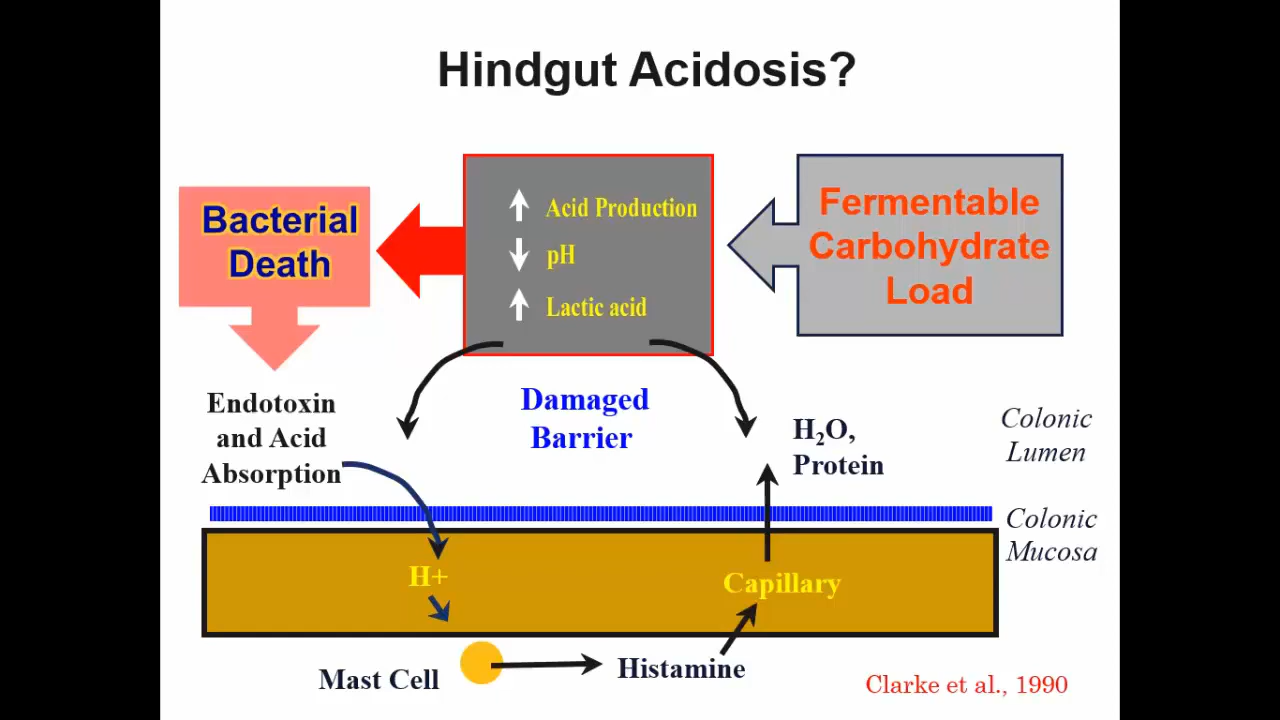 Hindgut Acidosis?
Bacterial
Death
Acid Production
pH
Lactic acid
Fermentable
Carbohydrate
Load
Endotoxin
and Acid
Absorption
Damaged
Barrier
H₂O,
Protein
Colonic
Lumen
Colonic
Mucosa
H+
Capillary
Mast Cell
Histamine
Clarke et al., 1990